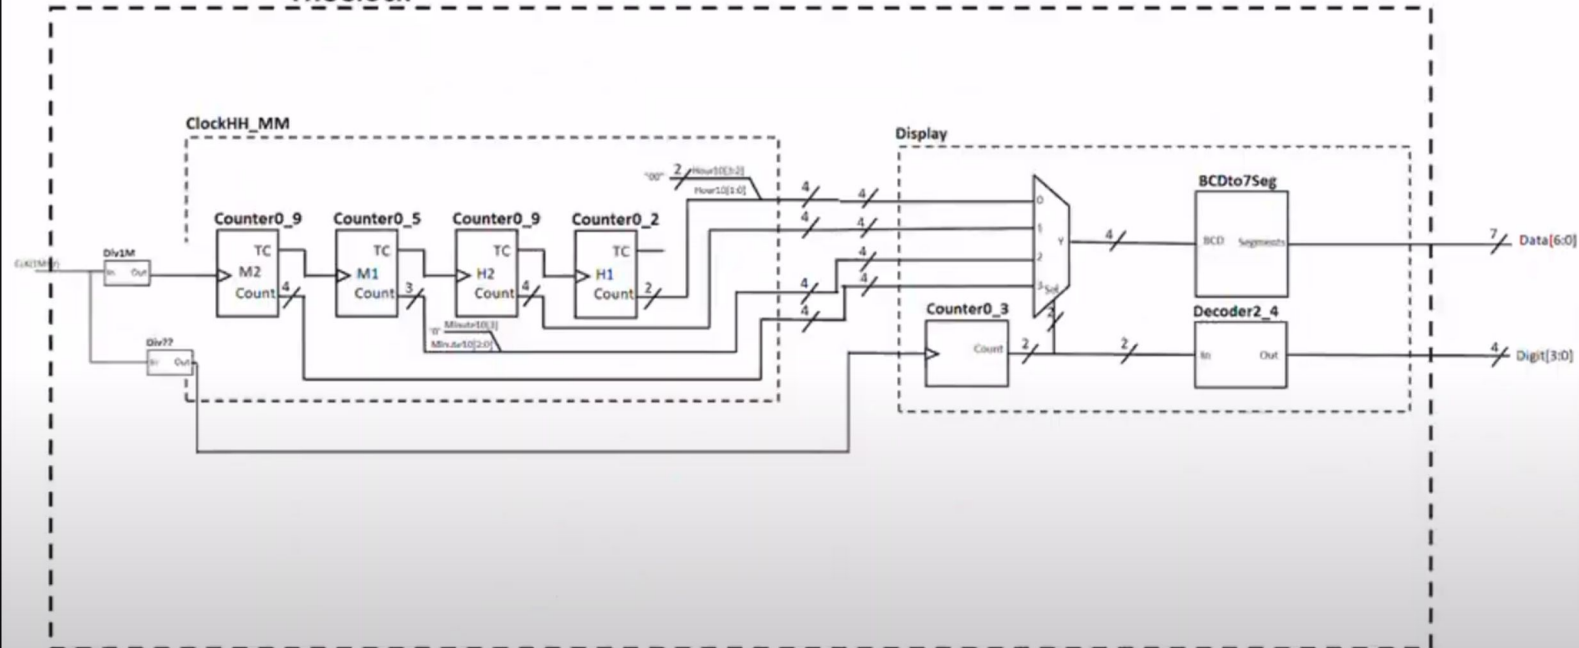 ClockHH_MM
Display
"00" 2 Hour10[3:2]
Hour10[1:0]
4 4
4 4
4
4 4
4
BCDto7Seg
Counter0_9 Counter0_5 Counter0_9 Counter0_2
0
1
2
3 Sel
Y
4
2
BCD Segments
7 Data[6:0]
Div1M
In Out
TC TC TC TC
M2 M1 H2 H1
Count 4 Count 3 Count 4 Count 2
"0" Minute10[3]
Minute10[2:0]
Counter0_3
Count 2
2
Decoder2_4
In Out
4 Digit[3:0]
Div??
In Out